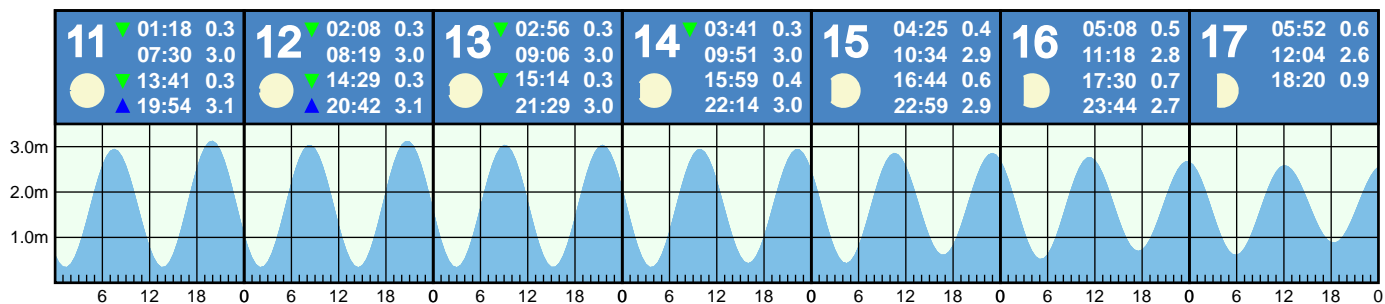 11 ▼ 01:18 0.3
07:30 3.0
▼ 13:41 0.3
▲ 19:54 3.1
12 ▼ 02:08 0.3
08:19 3.0
▼ 14:29 0.3
▲ 20:42 3.1
13 ▼ 02:56 0.3
09:06 3.0
▼ 15:14 0.3
21:29 3.0
14 ▼ 03:41 0.3
09:51 3.0
15:59 0.4
22:14 3.0
15 04:25 0.4
10:34 2.9
16:44 0.6
22:59 2.9
16 05:08 0.5
11:18 2.8
17:30 0.7
23:44 2.7
17 05:52 0.6
12:04 2.6
18:20 0.9
3.0m
2.0m
1.0m
6 12 18 0 6 12 18 0 6 12 18 0 6 12 18 0 6 12 18 0 6 12 18 0 6 12 18 0